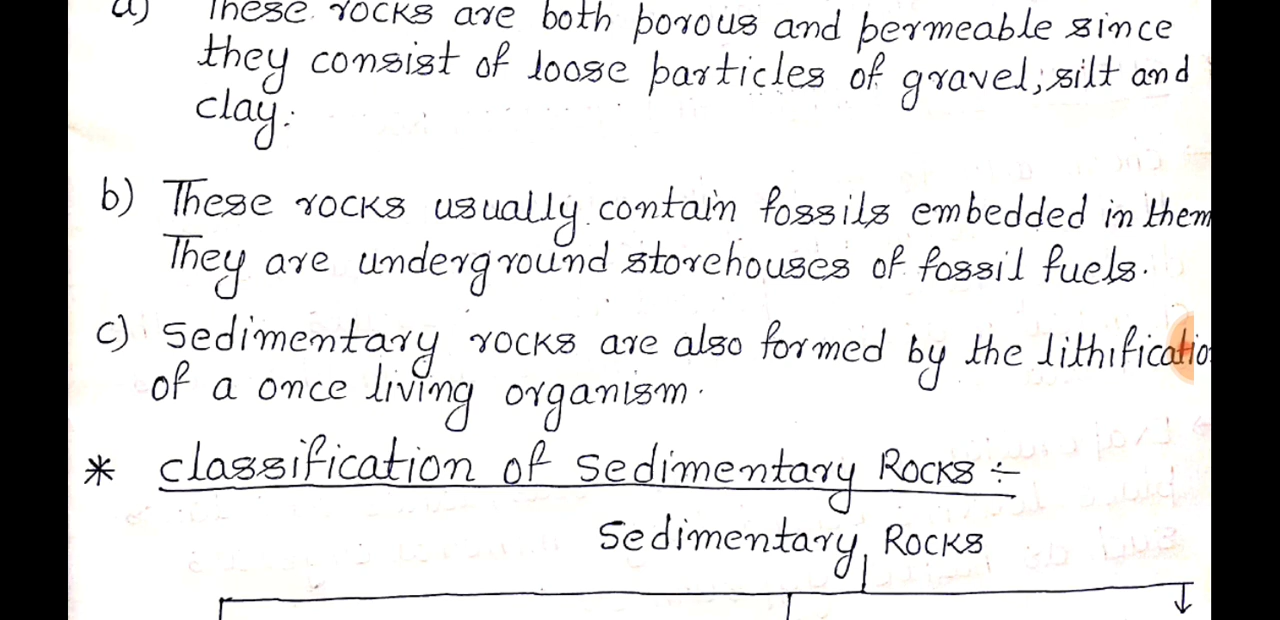 a) These rocks are both porous and permeable since
they consist of loose particles of gravel, silt and
clay.
b) These rocks usually contain fossils embedded in them
They are underground storehouses of fossil fuels.
c) Sedimentary rocks are also formed by the lithificatio
of a once living organism.
* classification of Sedimentary Rocks :-
Sedimentary Rocks